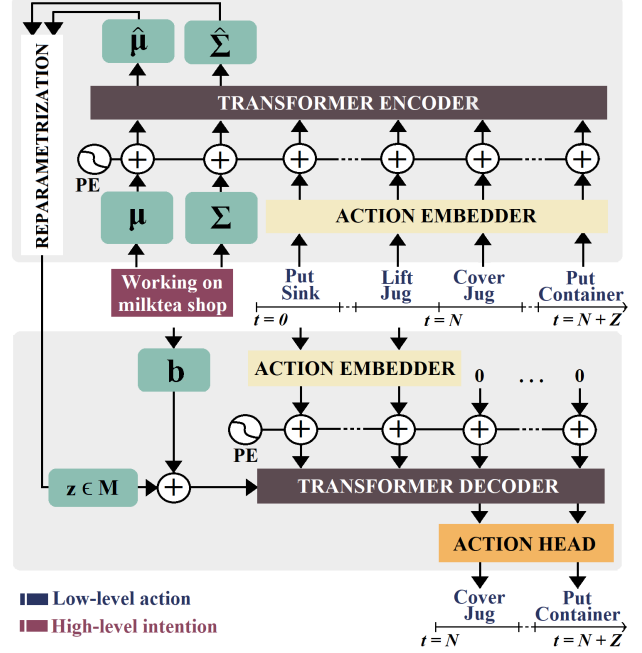 μ̂
Σ̂
REPARAMETRIZATION
TRANSFORMER ENCODER
PE
μ
Σ
ACTION EMBEDDER
Working on
milktea shop
Put
Sink
Lift
Jug
Cover
Jug
Put
Container
t = 0
t = N
t = N + Z
b
ACTION EMBEDDER
0 ... 0
PE
z ∈ M
TRANSFORMER DECODER
ACTION HEAD
Low-level action
High-level intention
Cover
Jug
Put
Container
t = N
t = N + Z